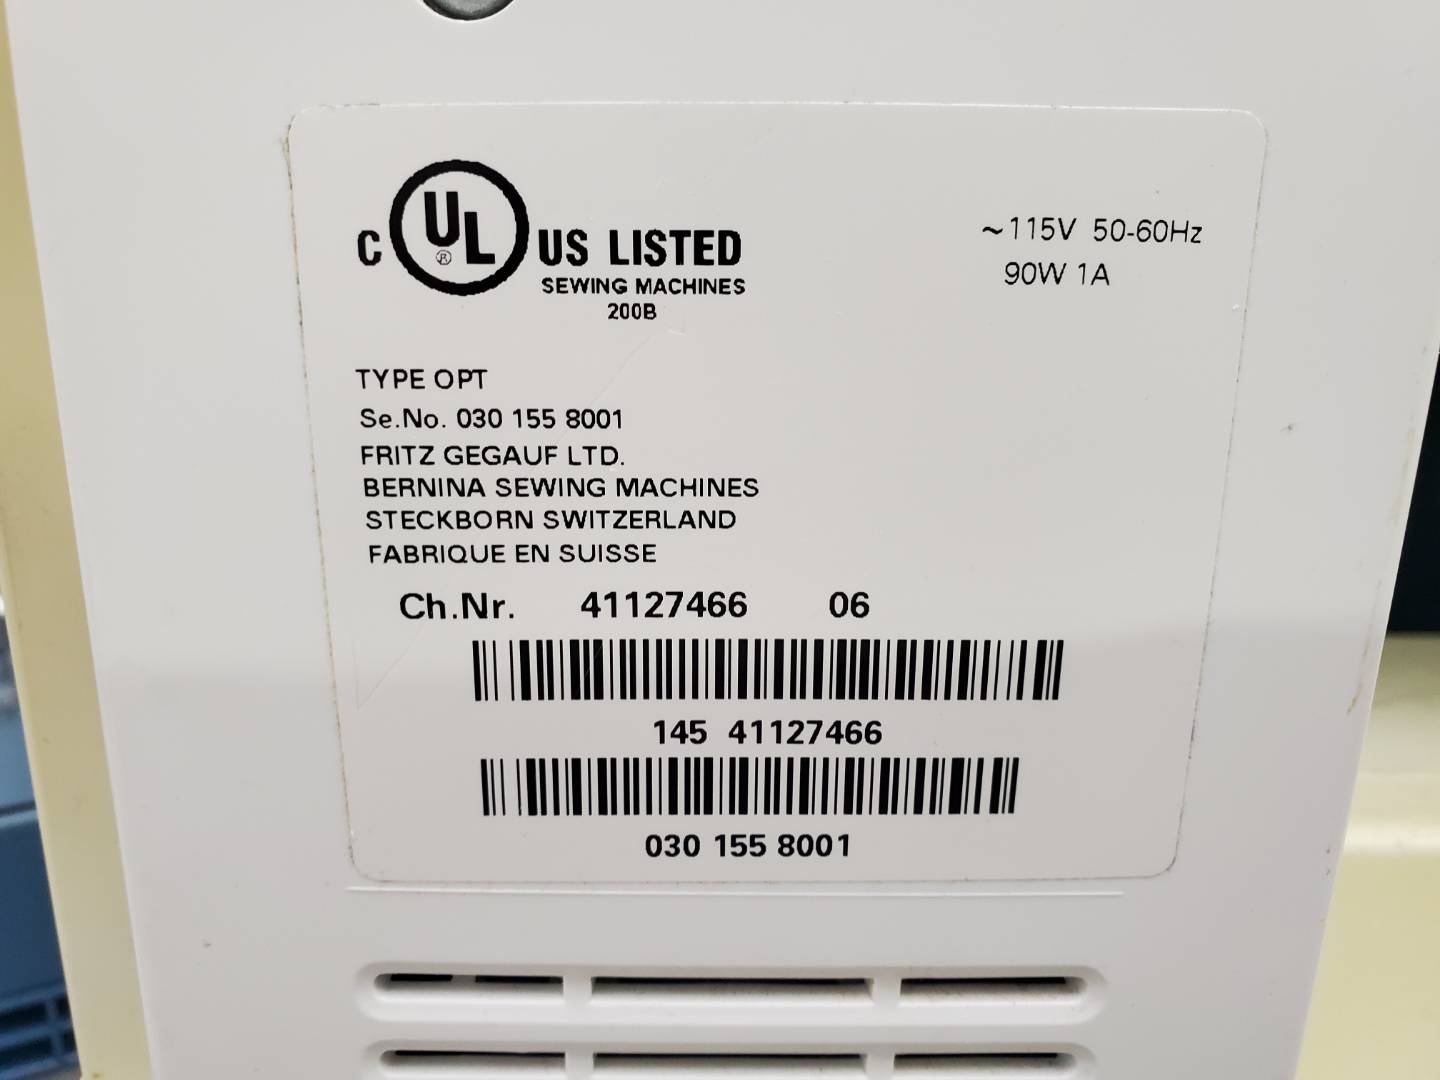 C UL ® US LISTED
SEWING MACHINES
200B
~115V 50-60Hz
90W 1A
TYPE OPT
Se.No. 030 155 8001
FRITZ GEGAUF LTD.
BERNINA SEWING MACHINES
STECKBORN SWITZERLAND
FABRIQUE EN SUISSE
Ch.Nr. 41127466 06
145 41127466
030 155 8001